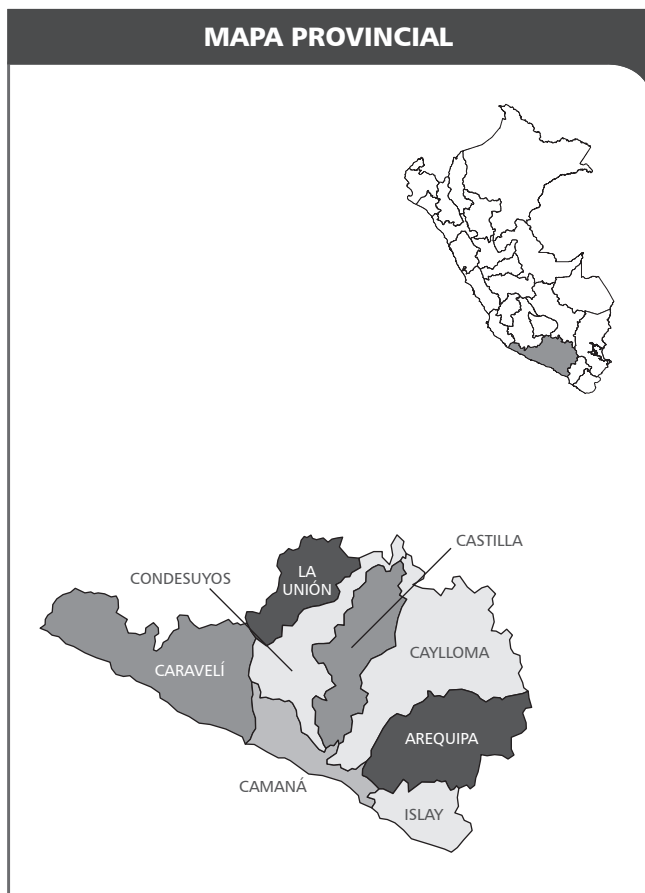 MAPA PROVINCIAL
CASTILLA
CONDESUYOS
LA
UNIÓN
CAYLLOMA
CARAVELÍ
AREQUIPA
CAMANÁ
ISLAY